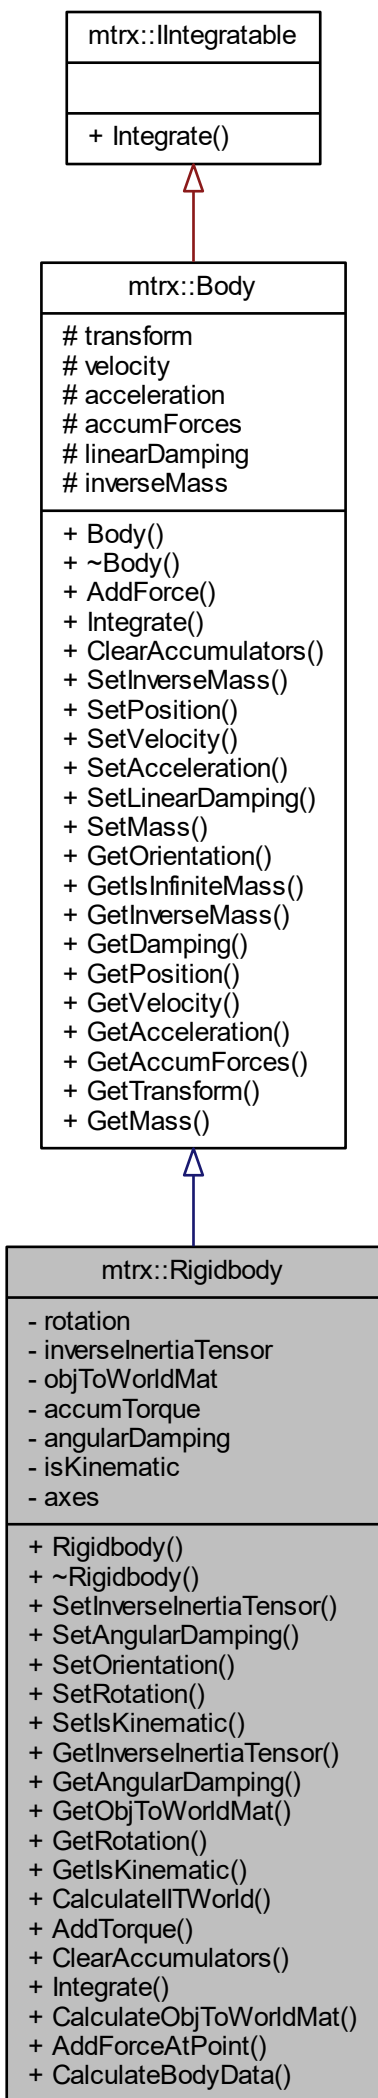 mtrx::IIntegratable
+ Integrate()
mtrx::Body
# transform
# velocity
# acceleration
# accumForces
# linearDamping
# inverseMass
+ Body()
+ ~Body()
+ AddForce()
+ Integrate()
+ ClearAccumulators()
+ SetInverseMass()
+ SetPosition()
+ SetVelocity()
+ SetAcceleration()
+ SetLinearDamping()
+ SetMass()
+ GetOrientation()
+ GetIsInfiniteMass()
+ GetInverseMass()
+ GetDamping()
+ GetPosition()
+ GetVelocity()
+ GetAcceleration()
+ GetAccumForces()
+ GetTransform()
+ GetMass()
mtrx::Rigidbody
- rotation
- inverseInertiaTensor
- objToWorldMat
- accumTorque
- angularDamping
- isKinematic
- axes
+ Rigidbody()
+ ~Rigidbody()
+ SetInverseInertiaTensor()
+ SetAngularDamping()
+ SetOrientation()
+ SetRotation()
+ SetIsKinematic()
+ GetInverseInertiaTensor()
+ GetAngularDamping()
+ GetObjToWorldMat()
+ GetRotation()
+ GetIsKinematic()
+ CalculateIITWorld()
+ AddTorque()
+ ClearAccumulators()
+ Integrate()
+ CalculateObjToWorldMat()
+ AddForceAtPoint()
+ CalculateBodyData()